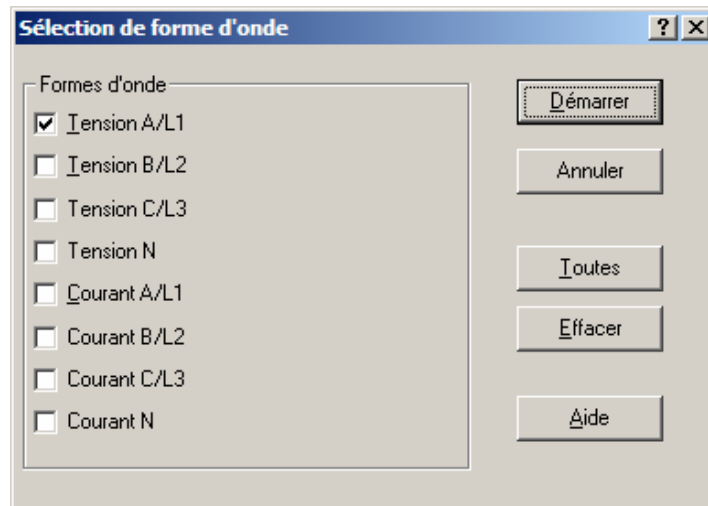 Sélection de forme d'onde
Formes d'onde
Tension A/L1
Tension B/L2
Tension C/L3
Tension N
Courant A/L1
Courant B/L2
Courant C/L3
Courant N
Démarrer
Annuler
Toutes
Effacer
Aide